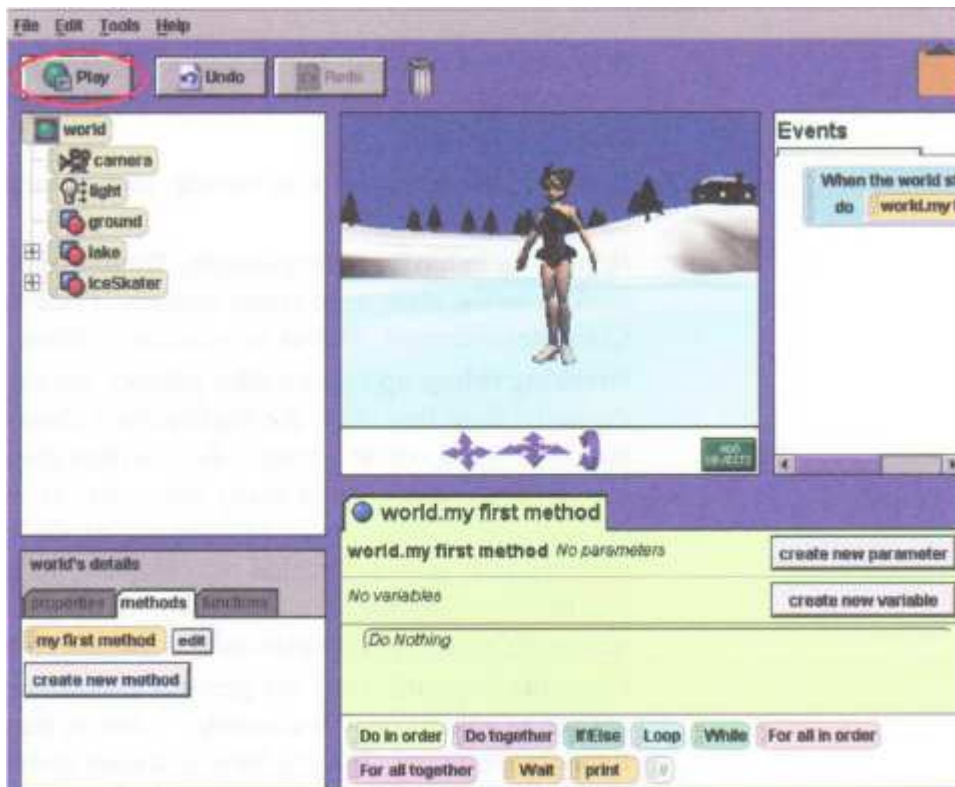 File Edit Tools Help
Play Undo Redo
world
camera
light
ground
lake
IceSkater
Events
When the world st
do world.my f
ADD
OBJECTS
world's details
properties methods functions
my first method edit
create new method
world.my first method
world.my first method No parameters
create new parameter
No variables
create new variable
(Do Nothing
Do in order Do together If/Else Loop While For all in order
For all together Wait print //